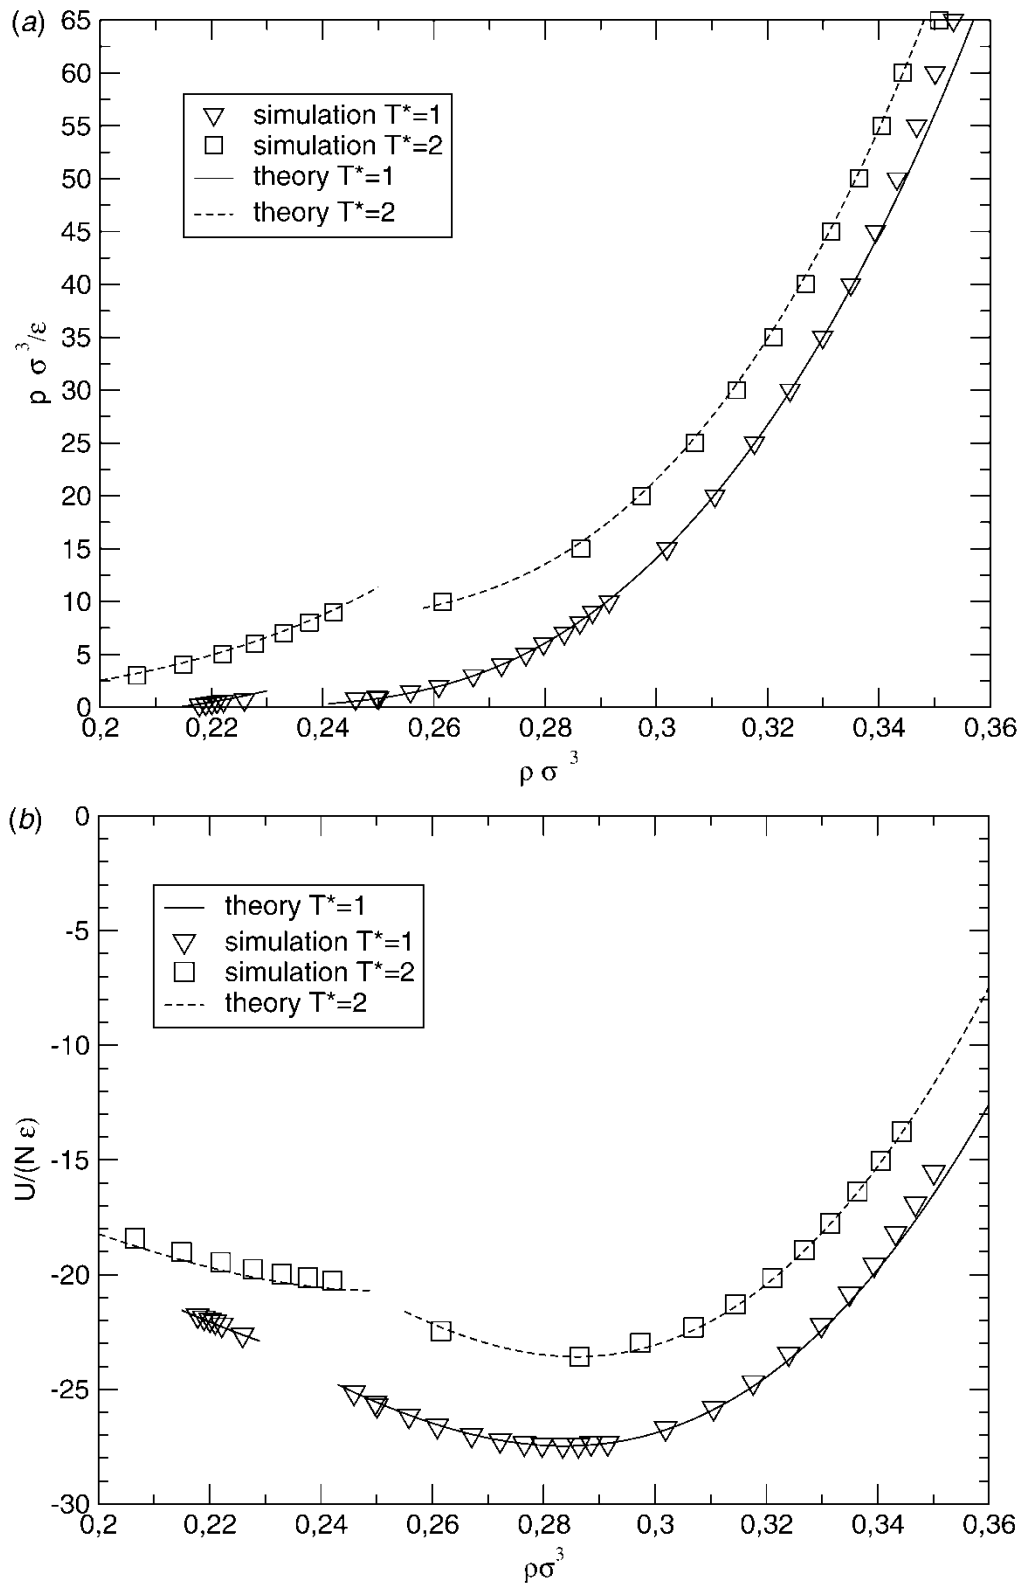 (a)
65
60
55
50
45
40
35
30
25
20
15
10
5
0
p σ³/ε
simulation T*=1
simulation T*=2
theory T*=1
theory T*=2
0,2 0,22 0,24 0,26 0,28 0,3 0,32 0,34 0,36
ρ σ ³
(b)
0
-5
-10
-15
-20
-25
-30
U/(N ε)
theory T*=1
simulation T*=1
simulation T*=2
theory T*=2
0,2 0,22 0,24 0,26 0,28 0,3 0,32 0,34 0,36
ρσ³